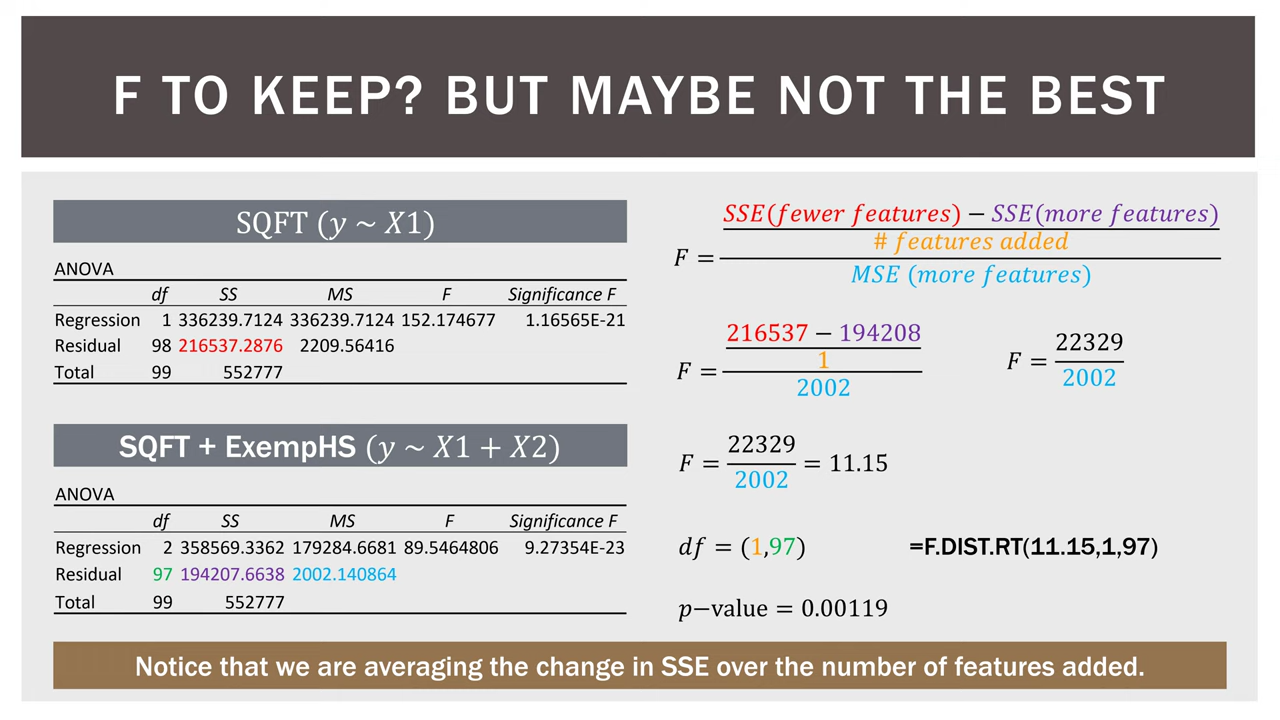 F TO KEEP? BUT MAYBE NOT THE BEST
SQFT (y ~ X1)
ANOVA
df SS MS F Significance F
Regression 1 336239.7124 336239.7124 152.174677 1.16565E-21
Residual 98 216537.2876 2209.56416
Total 99 552777
SQFT + ExempHS (y ~ X1 + X2)
ANOVA
df SS MS F Significance F
Regression 2 358569.3362 179284.6681 89.5464806 9.27354E-23
Residual 97 194207.6638 2002.140864
Total 99 552777
SSE(fewer features) − SSE(more features)
# features added
F =
MSE (more features)
216537 − 194208
1
F =
2002
F = 22329
2002
F = 22329
2002 = 11.15
df = (1,97)
=F.DIST.RT(11.15,1,97)
p−value = 0.00119
Notice that we are averaging the change in SSE over the number of features added.